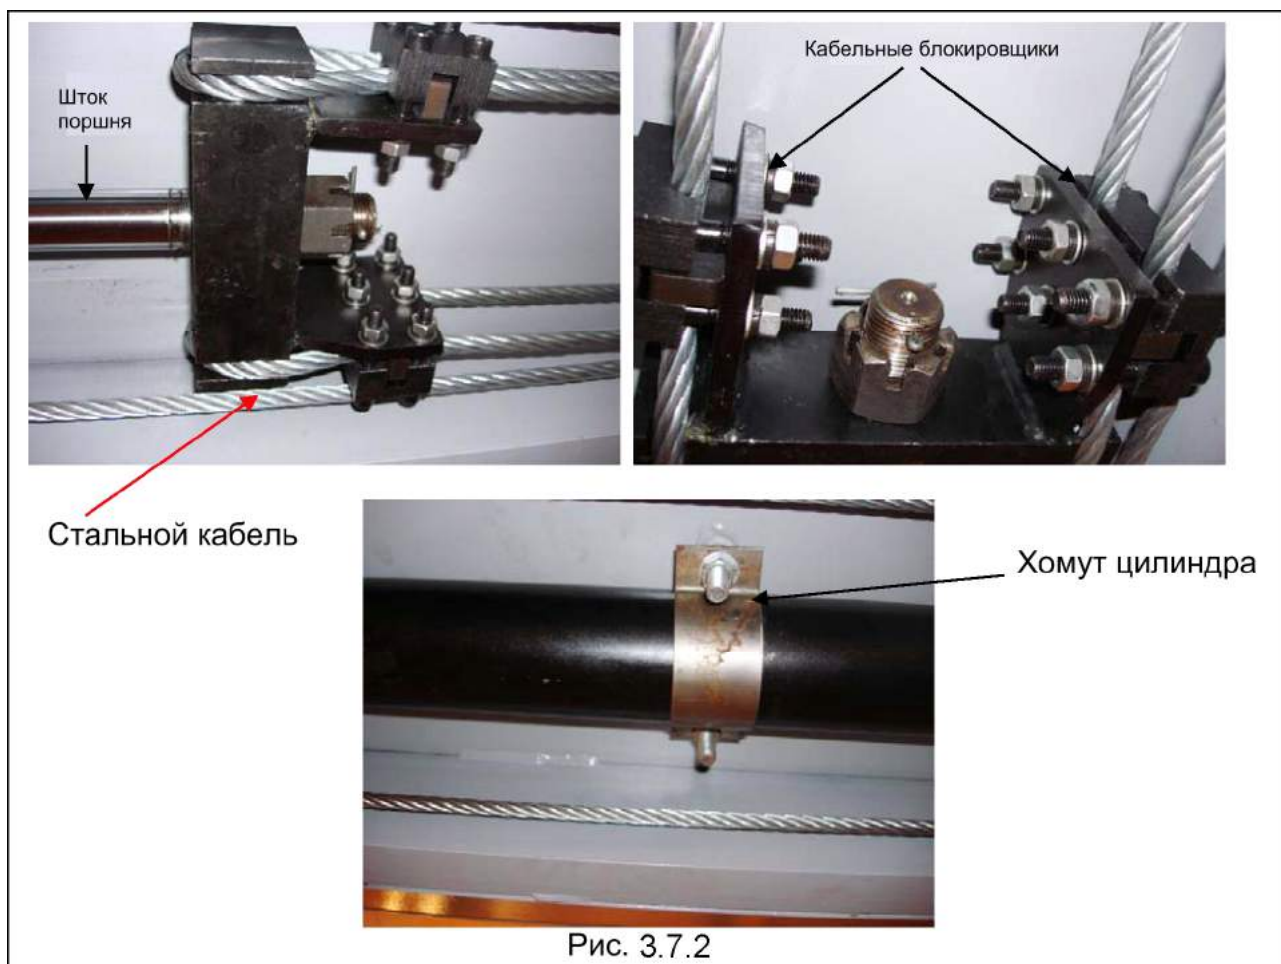 Шток
поршня
Кабельные блокировщики
Стальной кабель
Хомут цилиндра
Рис. 3.7.2